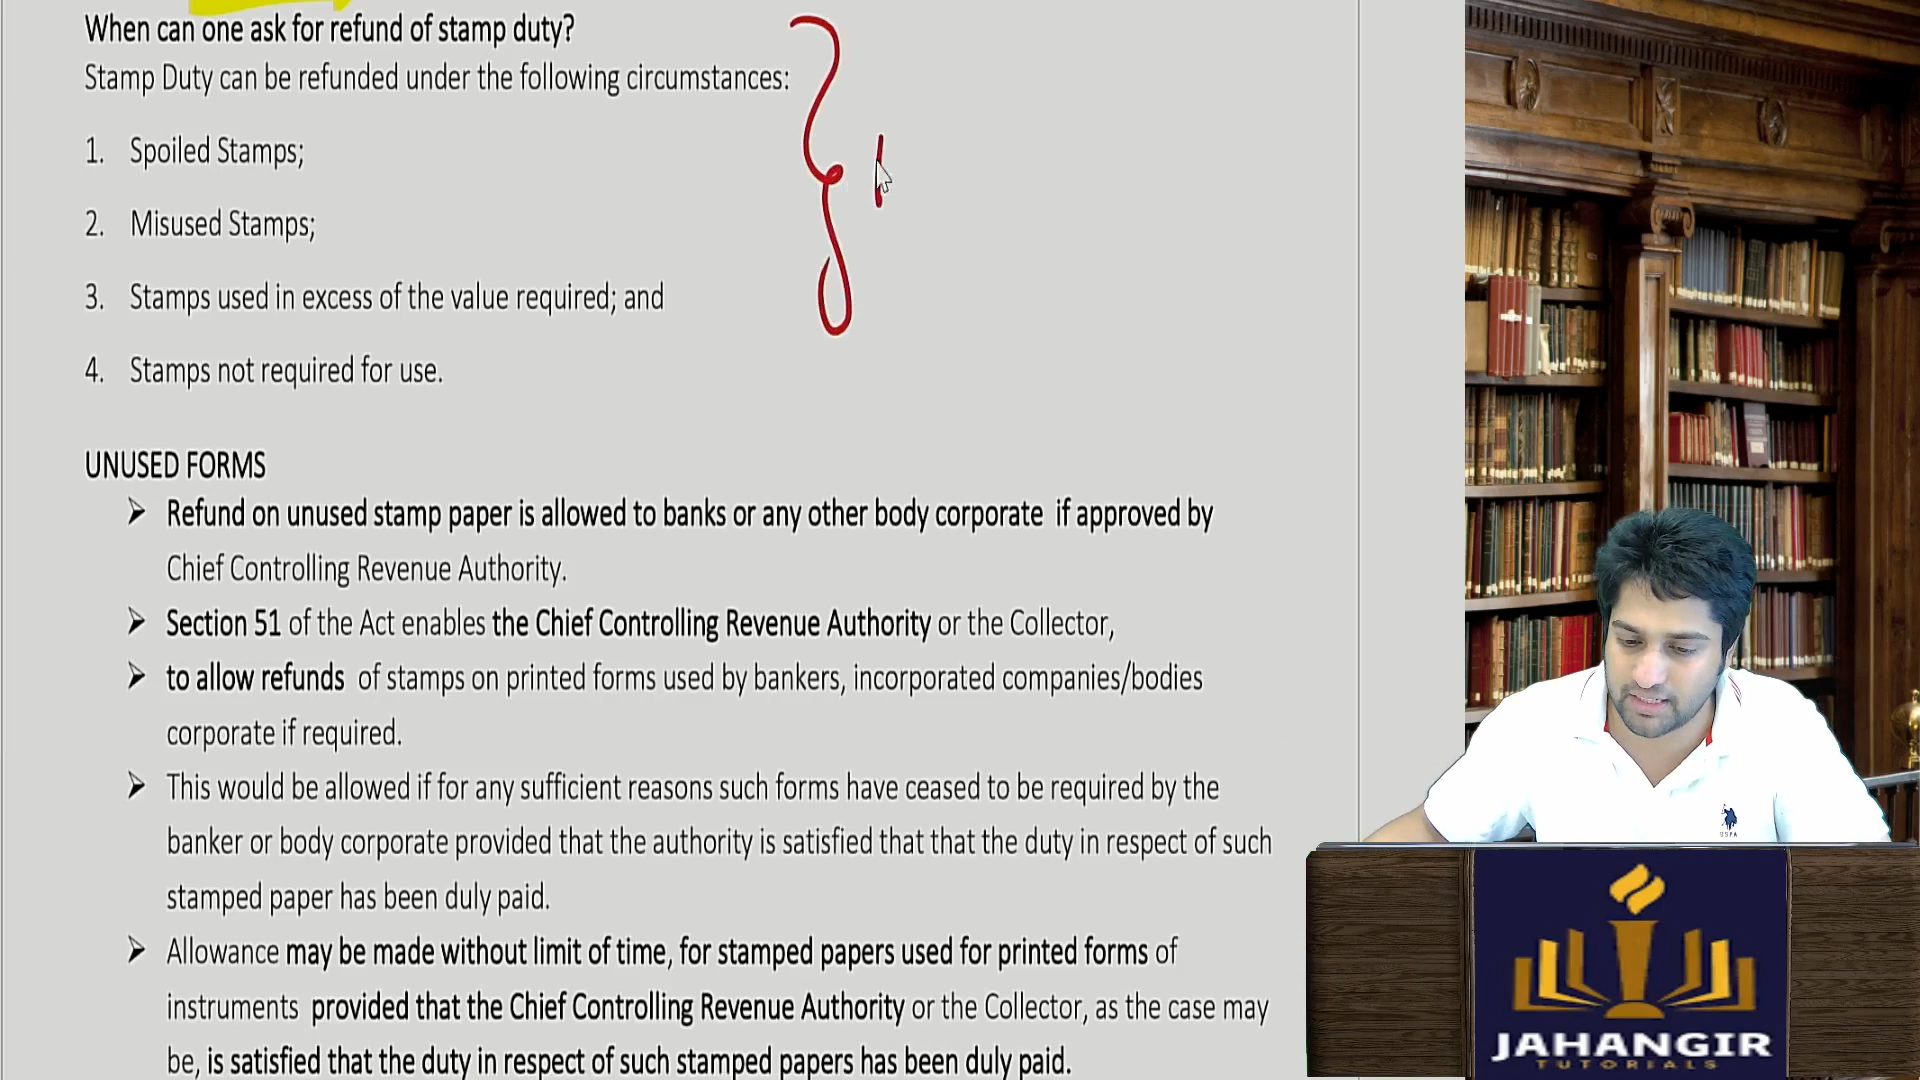 When can one ask for refund of stamp duty?
Stamp Duty can be refunded under the following circumstances:
1. Spoiled Stamps;
2. Misused Stamps;
3. Stamps used in excess of the value required; and
4. Stamps not required for use.
UNUSED FORMS
➢ Refund on unused stamp paper is allowed to banks or any other body corporate if approved by
Chief Controlling Revenue Authority.
➢ Section 51 of the Act enables the Chief Controlling Revenue Authority or the Collector,
➢ to allow refunds of stamps on printed forms used by bankers, incorporated companies/bodies
corporate if required.
➢ This would be allowed if for any sufficient reasons such forms have ceased to be required by the
banker or body corporate provided that the authority is satisfied that that the duty in respect of such
stamped paper has been duly paid.
➢ Allowance may be made without limit of time, for stamped papers used for printed forms of
instruments provided that the Chief Controlling Revenue Authority or the Collector, as the case may
be, is satisfied that the duty in respect of such stamped papers has been duly paid.
USPA
JAHANGIR
TUTORIALS